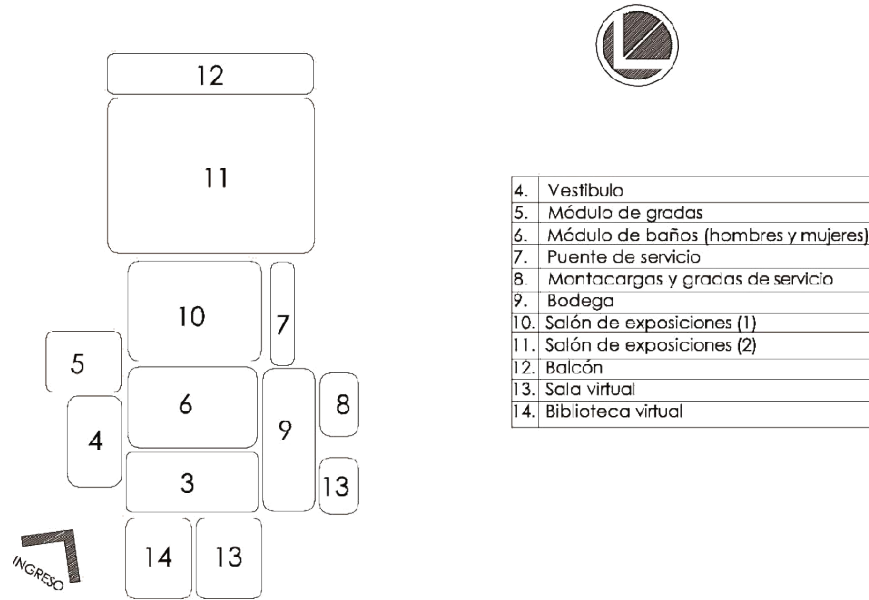 12
11
10
7
5
6
9
8
4
3
13
14
13
INGRESO
4. Vestibulo
5. Módulo de gradas
6. Módulo de baños (hombres y mujeres)
7. Puente de servicio
8. Montacargas y gradas de servicio
9. Bodega
10. Salón de exposiciones (1)
11. Salón de exposiciones (2)
12. Balcón
13. Sala virtual
14. Biblioteca virtual